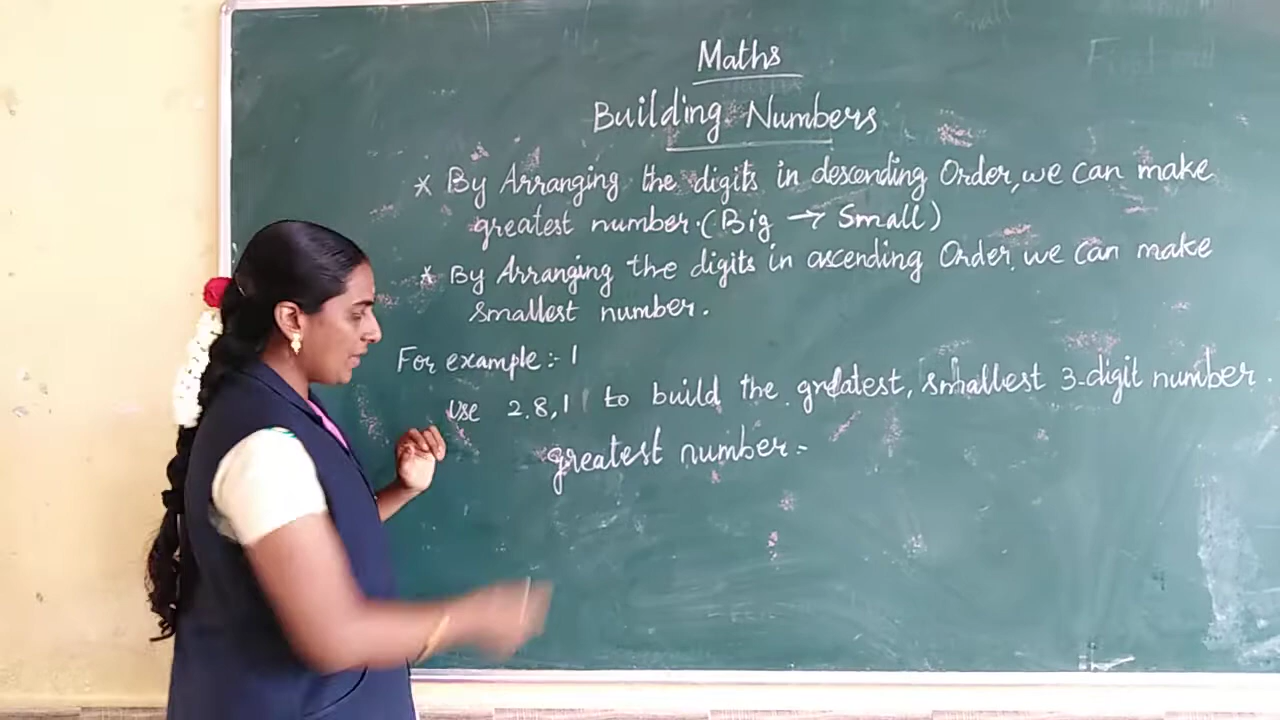 Maths
Building Numbers
* By Arranging the digits in descending Order, we can make
greatest number. (Big → Small)
* By Arranging the digits in ascending Order, we can make
smallest number.
For example :- 1
Use 2,8,1 to build the greatest, smallest 3-digit number.
greatest number =